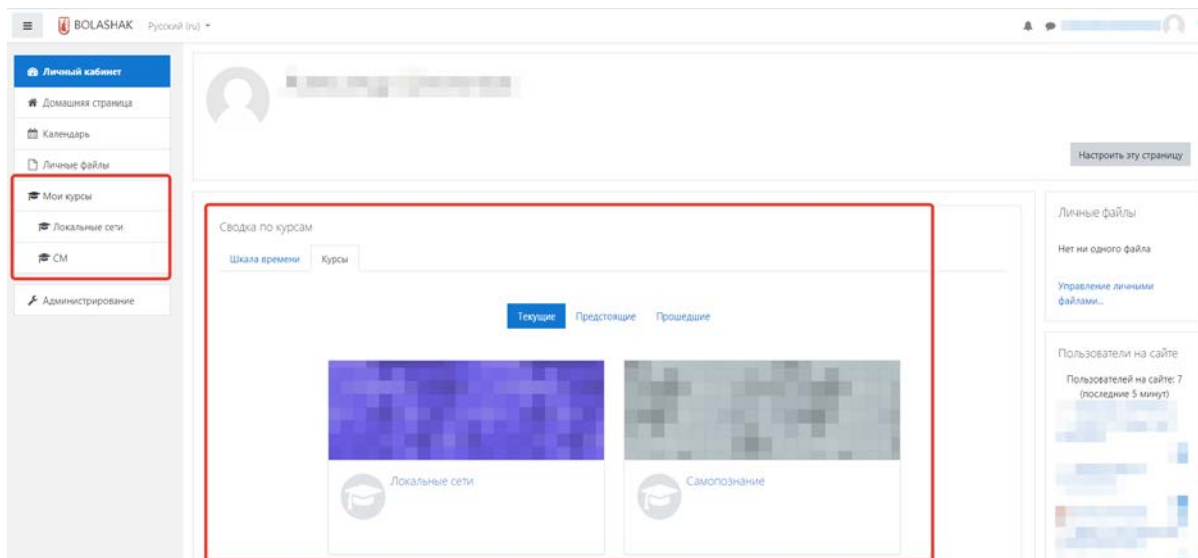 BOLASHAK Русский (ru)
Личный кабинет
Домашняя страница
Календарь
Личные файлы
Мои курсы
Локальные сети
СМ
Администрирование
Настроить эту страницу
Сводка по курсам
Шкала времени Курсы
Текущие Предстоящие Прошедшие
Локальные сети
Самопознание
Личные файлы
Нет ни одного файла
Управление личными
файлами...
Пользователи на сайте
Пользователей на сайте: 7
(последние 5 минут)